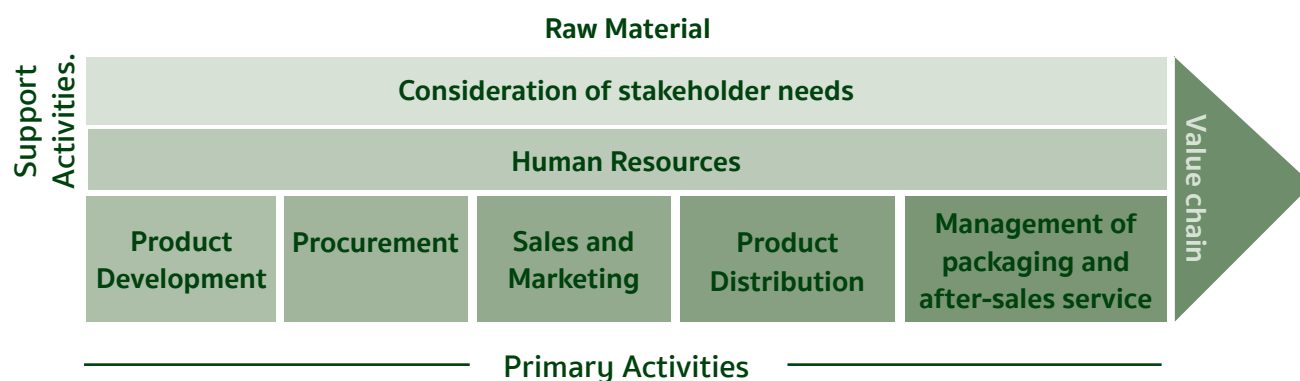 Raw Material
Support
Activities.
Consideration of stakeholder needs
Human Resources
Value chain
Product
Development
Procurement
Sales and
Marketing
Product
Distribution
Management of
packaging and
after-sales service
Primary Activities